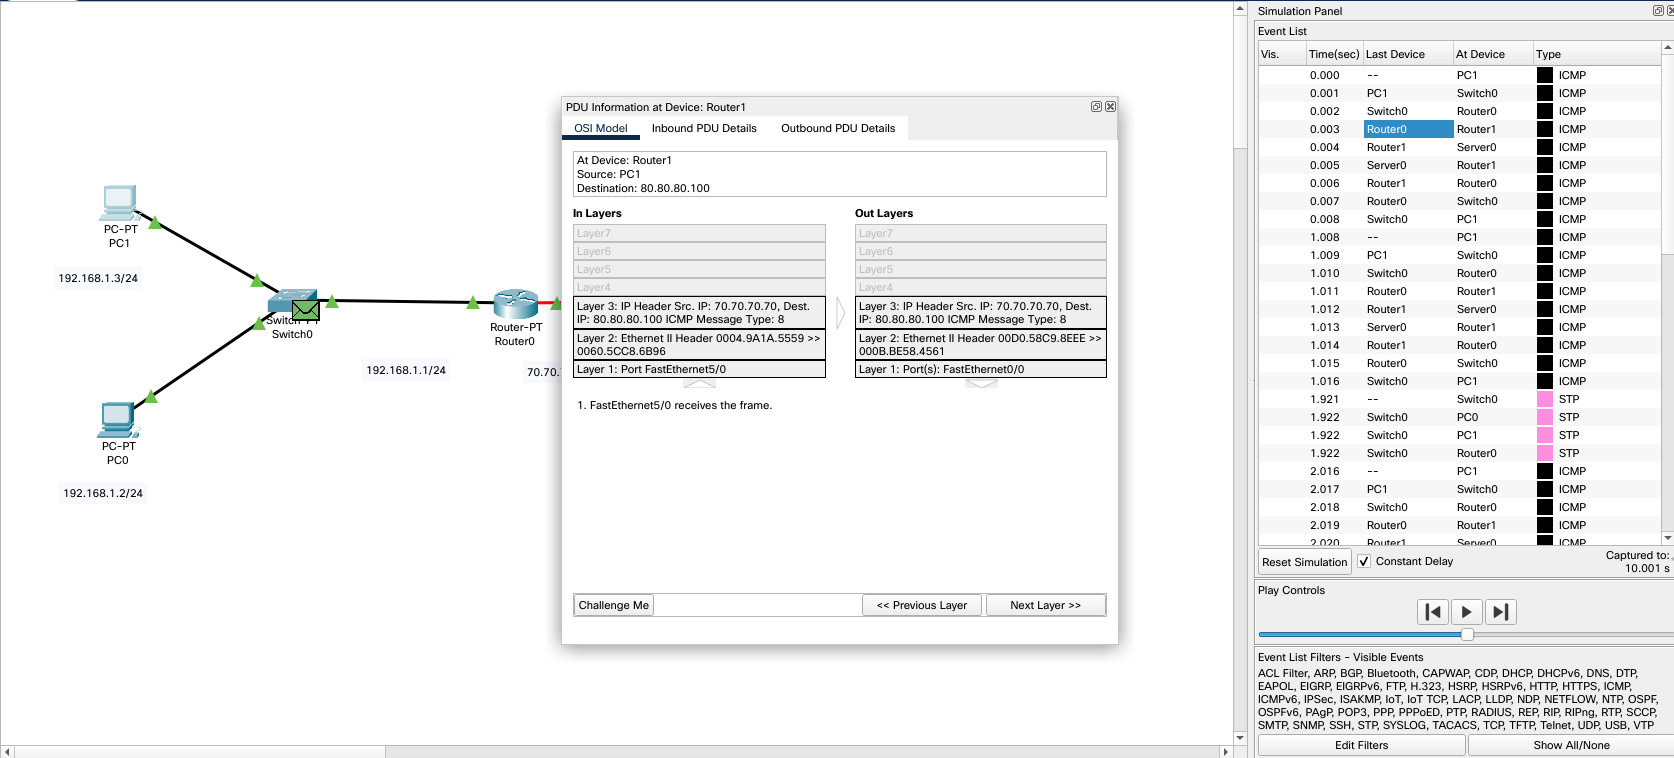 PC-PT
PC1
192.168.1.3/24
Switch0
Router-PT
Router0
192.168.1.1/24
70.70.
PC-PT
PC0
192.168.1.2/24
PDU Information at Device: Router1
OSI Model Inbound PDU Details Outbound PDU Details
At Device: Router1
Source: PC1
Destination: 80.80.80.100
In Layers
Layer7
Layer6
Layer5
Layer4
Layer 3: IP Header Src. IP: 70.70.70.70, Dest.
IP: 80.80.80.100 ICMP Message Type: 8
Layer 2: Ethernet II Header 0004.9A1A.5559 >>
0060.5CC8.6B96
Layer 1: Port FastEthernet5/0
Out Layers
Layer7
Layer6
Layer5
Layer4
Layer 3: IP Header Src. IP: 70.70.70.70, Dest.
IP: 80.80.80.100 ICMP Message Type: 8
Layer 2: Ethernet II Header 00D0.58C9.8EEE >>
000B.BE58.4561
Layer 1: Port(s): FastEthernet0/0
1. FastEthernet5/0 receives the frame.
Challenge Me << Previous Layer Next Layer >>
Simulation Panel
Event List
Vis. Time(sec) Last Device At Device Type
0.000 -- PC1 ICMP
0.001 PC1 Switch0 ICMP
0.002 Switch0 Router0 ICMP
0.003 Router0 Router1 ICMP
0.004 Router1 Server0 ICMP
0.005 Server0 Router1 ICMP
0.006 Router1 Router0 ICMP
0.007 Router0 Switch0 ICMP
0.008 Switch0 PC1 ICMP
1.008 -- PC1 ICMP
1.009 PC1 Switch0 ICMP
1.010 Switch0 Router0 ICMP
1.011 Router0 Router1 ICMP
1.012 Router1 Server0 ICMP
1.013 Server0 Router1 ICMP
1.014 Router1 Router0 ICMP
1.015 Router0 Switch0 ICMP
1.016 Switch0 PC1 ICMP
1.921 -- Switch0 STP
1.922 Switch0 PC0 STP
1.922 Switch0 PC1 STP
1.922 Switch0 Router0 STP
2.016 -- PC1 ICMP
2.017 PC1 Switch0 ICMP
2.018 Switch0 Router0 ICMP
2.019 Router0 Router1 ICMP
2.020 Router1 Server0 ICMP
Reset Simulation Constant Delay Captured to:
10.001 s
Play Controls
Event List Filters - Visible Events
ACL Filter, ARP, BGP, Bluetooth, CAPWAP, CDP, DHCP, DHCPv6, DNS, DTP,
EAPOL, EIGRP, EIGRPv6, FTP, H.323, HSRP, HSRPv6, HTTP, HTTPS, ICMP,
ICMPv6, IPSec, ISAKMP, IoT, IoT TCP, LACP, LLDP, NDP, NETFLOW, NTP, OSPF,
OSPFv6, PAgP, POP3, PPP, PPPoED, PTP, RADIUS, REP, RIP, RIPng, RTP, SCCP,
SMTP, SNMP, SSH, STP, SYSLOG, TACACS, TCP, TFTP, Telnet, UDP, USB, VTP
Edit Filters Show All/None